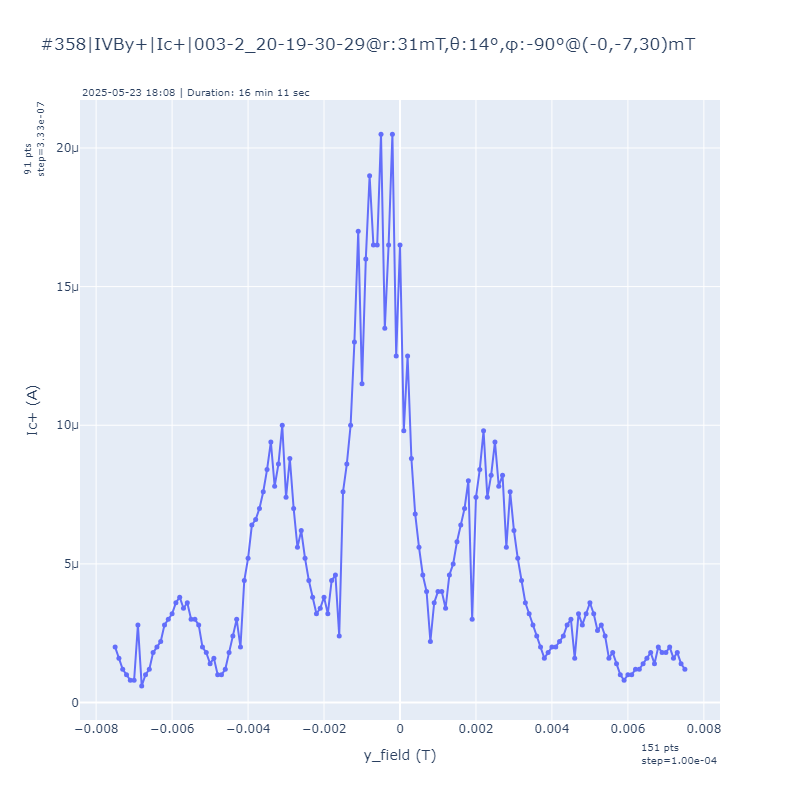 #358|IVBy+|Ic+|003-2_20-19-30-29@r:31mT,θ:14°,φ:-90°@(-0,-7,30)mT
2025-05-23 18:08 | Duration: 16 min 11 sec
91 pts
step=3.33e-07
20μ
15μ
10μ
5μ
0
Ic+ (A)
−0.008
−0.006
−0.004
−0.002
0
0.002
0.004
0.006
0.008
y_field (T)
151 pts
step=1.00e-04